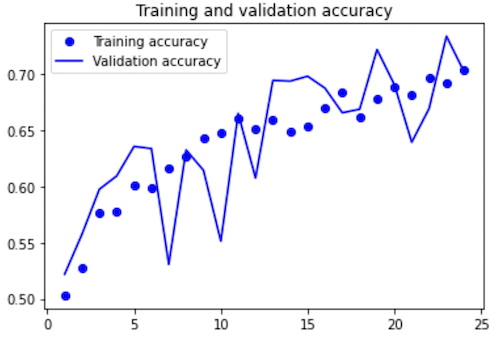 Training and validation accuracy
Training accuracy
Validation accuracy
0.70
0.65
0.60
0.55
0.50
0 5 10 15 20 25